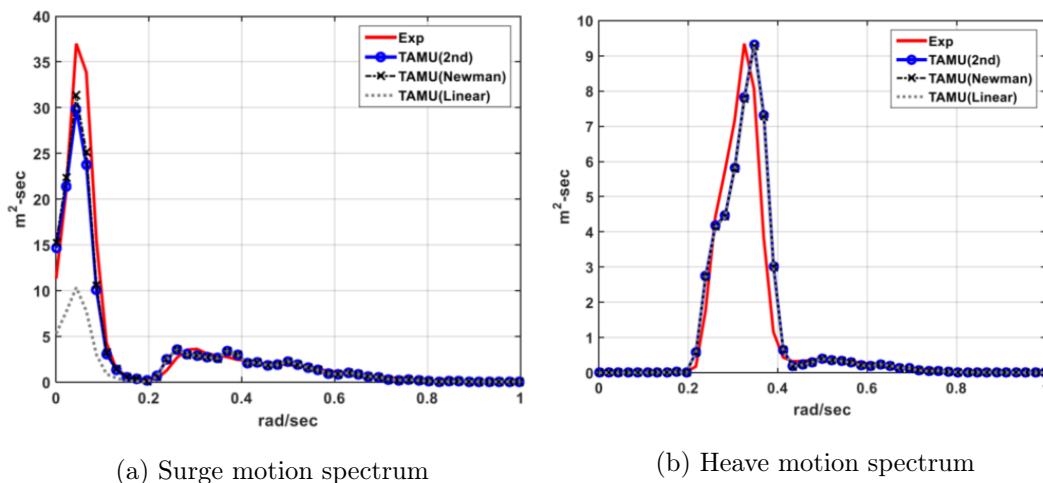 40
35
30
25
20
15
10
5
0
m²-sec
0
0.2
0.4
0.6
0.8
1
rad/sec
Exp
TAMU(2nd)
TAMU(Newman)
TAMU(Linear)
(a) Surge motion spectrum
10
9
8
7
6
5
4
3
2
1
0
m²-sec
0
0.2
0.4
0.6
0.8
1
rad/sec
Exp
TAMU(2nd)
TAMU(Newman)
TAMU(Linear)
(b) Heave motion spectrum